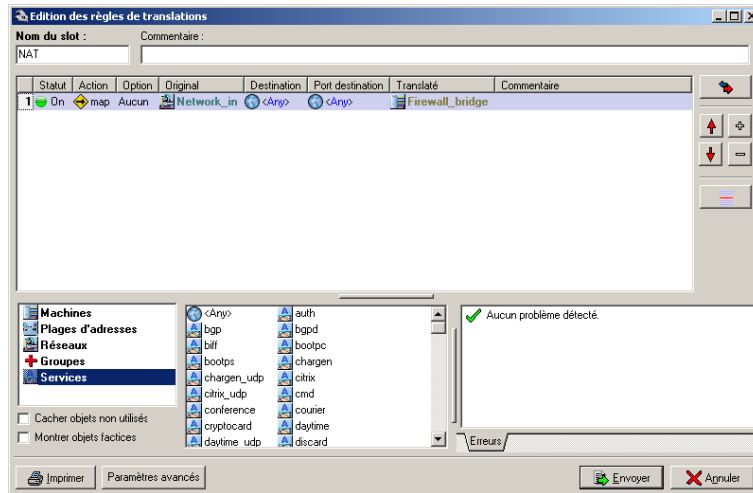 Edition des règles de translations
Nom du slot :
Commentaire :
NAT
Statut Action Option Original Destination Port destination Translaté Commentaire
1 On map Aucun Network_in <Any> <Any> Firewall_bridge
Machines
Plages d'adresses
Réseaux
Groupes
Services
Cacher objets non utilisés
Montrer objets factices
<Any> auth
bgp bgpd
biff bootpc
bootps chargen
chargen_udp citrix
citrix_udp cmd
conference courier
cryptocard daytime
daytime_udp discard
Aucun problème détecté.
Erreurs
Imprimer
Paramètres avancés
Envoyer
Annuler